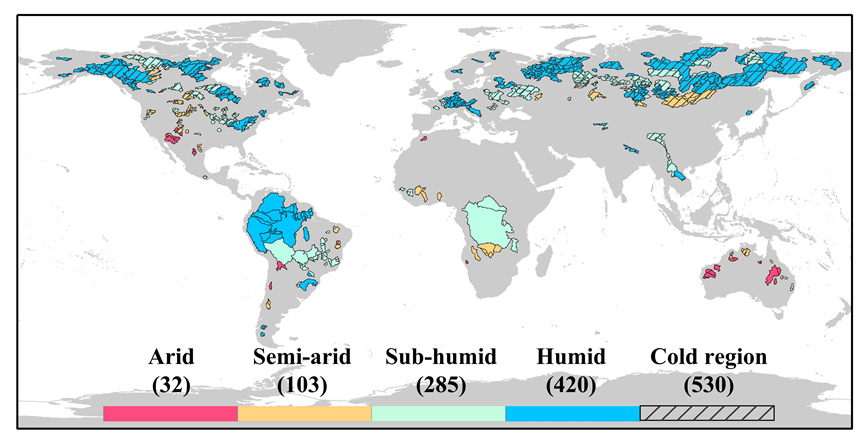 Arid Semi-arid Sub-humid Humid Cold region
(32) (103) (285) (420) (530)